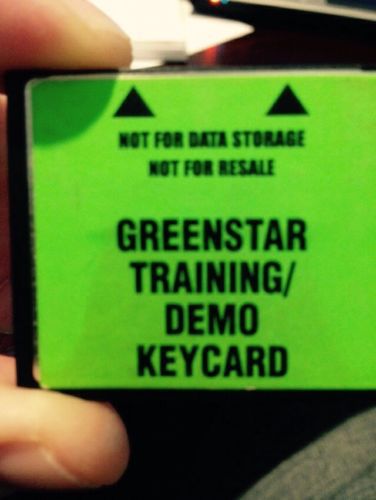 NOT FOR DATA STORAGE
NOT FOR RESALE
GREENSTAR
TRAINING/
DEMO
KEYCARD